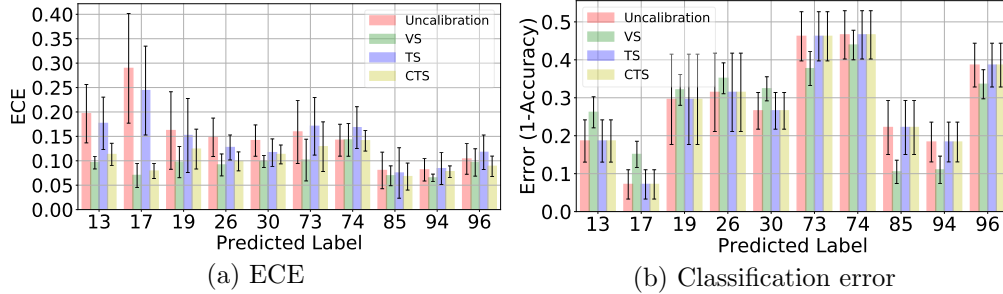 0.40
0.35
0.30
0.25
0.20
0.15
0.10
0.05
0.00
ECE
Uncalibration
VS
TS
CTS
13 17 19 26 30 73 74 85 94 96
Predicted Label
(a) ECE
0.5
0.4
0.3
0.2
0.1
0.0
Error (1-Accuracy)
Uncalibration
VS
TS
CTS
13 17 19 26 30 73 74 85 94 96
Predicted Label
(b) Classification error